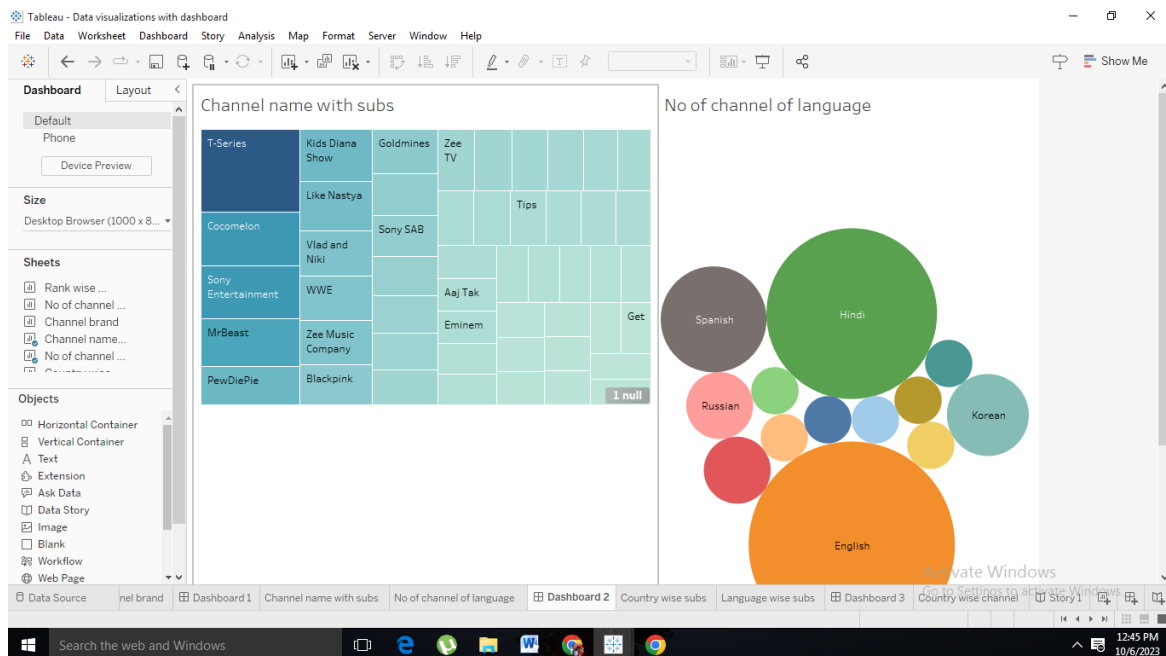 Tableau - Data visualizations with dashboard
File Data Worksheet Dashboard Story Analysis Map Format Server Window Help
Show Me
Dashboard Layout
Default
Phone
Device Preview
Size
Desktop Browser (1000 x 8...
Sheets
Rank wise ...
No of channel ...
Channel brand
Channel name...
No of channel ...
Objects
Horizontal Container
Vertical Container
Text
Extension
Ask Data
Data Story
Image
Blank
Workflow
Web Page
Channel name with subs
T-Series
Cocomelon
Sony
Entertainment
MrBeast
PewDiePie
Kids Diana
Show
Like Nastya
Vlad and
Niki
WWE
Zee Music
Company
Blackpink
Goldmines
Sony SAB
Zee
TV
Tips
Aaj Tak
Eminem
Get
1 null
No of channel of language
Spanish
Hindi
Russian
Korean
English
Activate Windows
Go to Settings to activate Windows.
Data Source nel brand Dashboard 1 Channel name with subs No of channel of language Dashboard 2 Country wise subs Language wise subs Dashboard 3 Country wise channel Story 1
Search the web and Windows
12:45 PM
10/6/2023